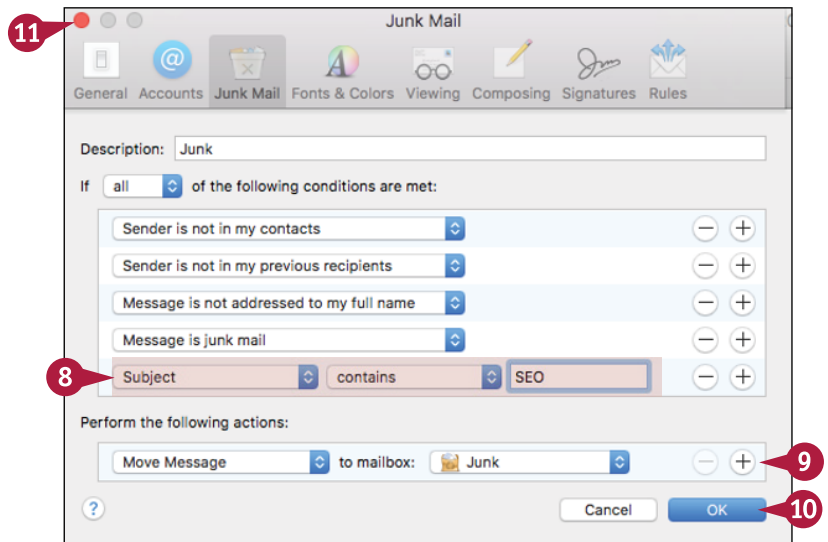 11
Junk Mail
General Accounts Junk Mail Fonts & Colors Viewing Composing Signatures Rules
Description: Junk
If all of the following conditions are met:
Sender is not in my contacts
Sender is not in my previous recipients
Message is not addressed to my full name
Message is junk mail
8 Subject contains SEO
Perform the following actions:
Move Message to mailbox: Junk 9
? Cancel OK 10